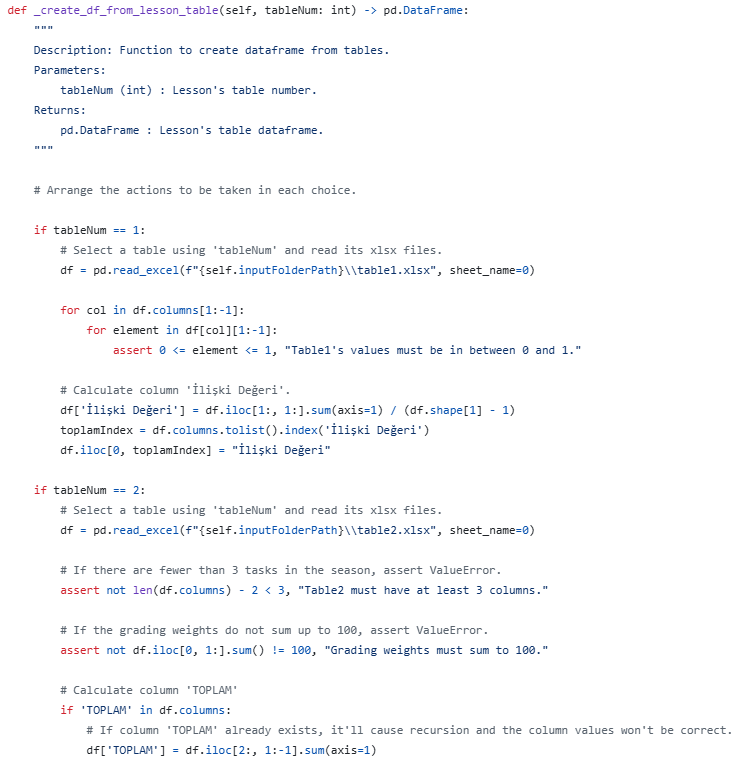 def _create_df_from_lesson_table(self, tableNum: int) -> pd.DataFrame:
    """
    Description: Function to create dataframe from tables.
    Parameters:
        tableNum (int) : Lesson's table number.
    Returns:
        pd.DataFrame : Lesson's table dataframe.
    """

    # Arrange the actions to be taken in each choice.

    if tableNum == 1:
        # Select a table using 'tableNum' and read its xlsx files.
        df = pd.read_excel(f"{self.inputFolderPath}\\table1.xlsx", sheet_name=0)

        for col in df.columns[1:-1]:
            for element in df[col][1:-1]:
                assert 0 <= element <= 1, "Table1's values must be in between 0 and 1."

        # Calculate column 'İlişki Değeri'.
        df['İlişki Değeri'] = df.iloc[1:, 1:].sum(axis=1) / (df.shape[1] - 1)
        toplamIndex = df.columns.tolist().index('İlişki Değeri')
        df.iloc[0, toplamIndex] = "İlişki Değeri"

    if tableNum == 2:
        # Select a table using 'tableNum' and read its xlsx files.
        df = pd.read_excel(f"{self.inputFolderPath}\\table2.xlsx", sheet_name=0)

        # If there are fewer than 3 tasks in the season, assert ValueError.
        assert not len(df.columns) - 2 < 3, "Table2 must have at least 3 columns."

        # If the grading weights do not sum up to 100, assert ValueError.
        assert not df.iloc[0, 1:].sum() != 100, "Grading weights must sum to 100."

        # Calculate column 'TOPLAM'
        if 'TOPLAM' in df.columns:
            # If column 'TOPLAM' already exists, it'll cause recursion and the column values won't be correct.
            df['TOPLAM'] = df.iloc[2:, 1:-1].sum(axis=1)